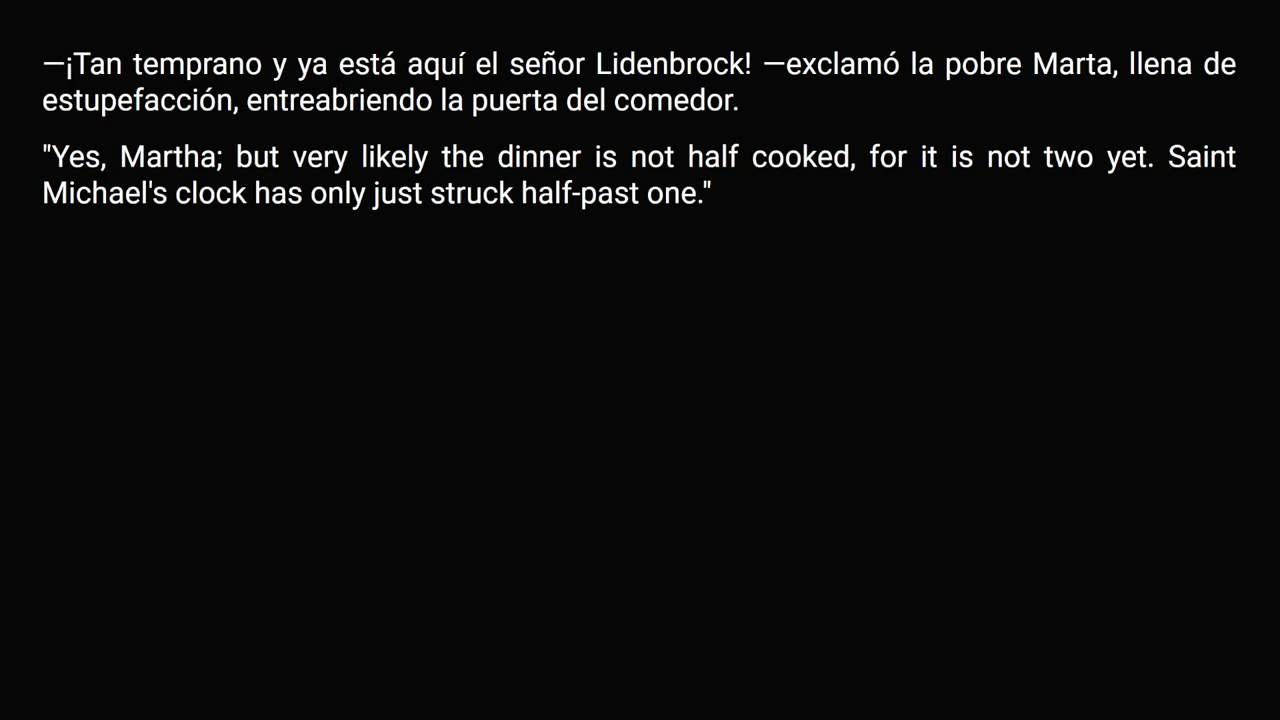 —¡Tan temprano y ya está aquí el señor Lidenbrock! —exclamó la pobre Marta, llena de
estupefacción, entreabriendo la puerta del comedor.
"Yes, Martha; but very likely the dinner is not half cooked, for it is not two yet. Saint
Michael's clock has only just struck half-past one."